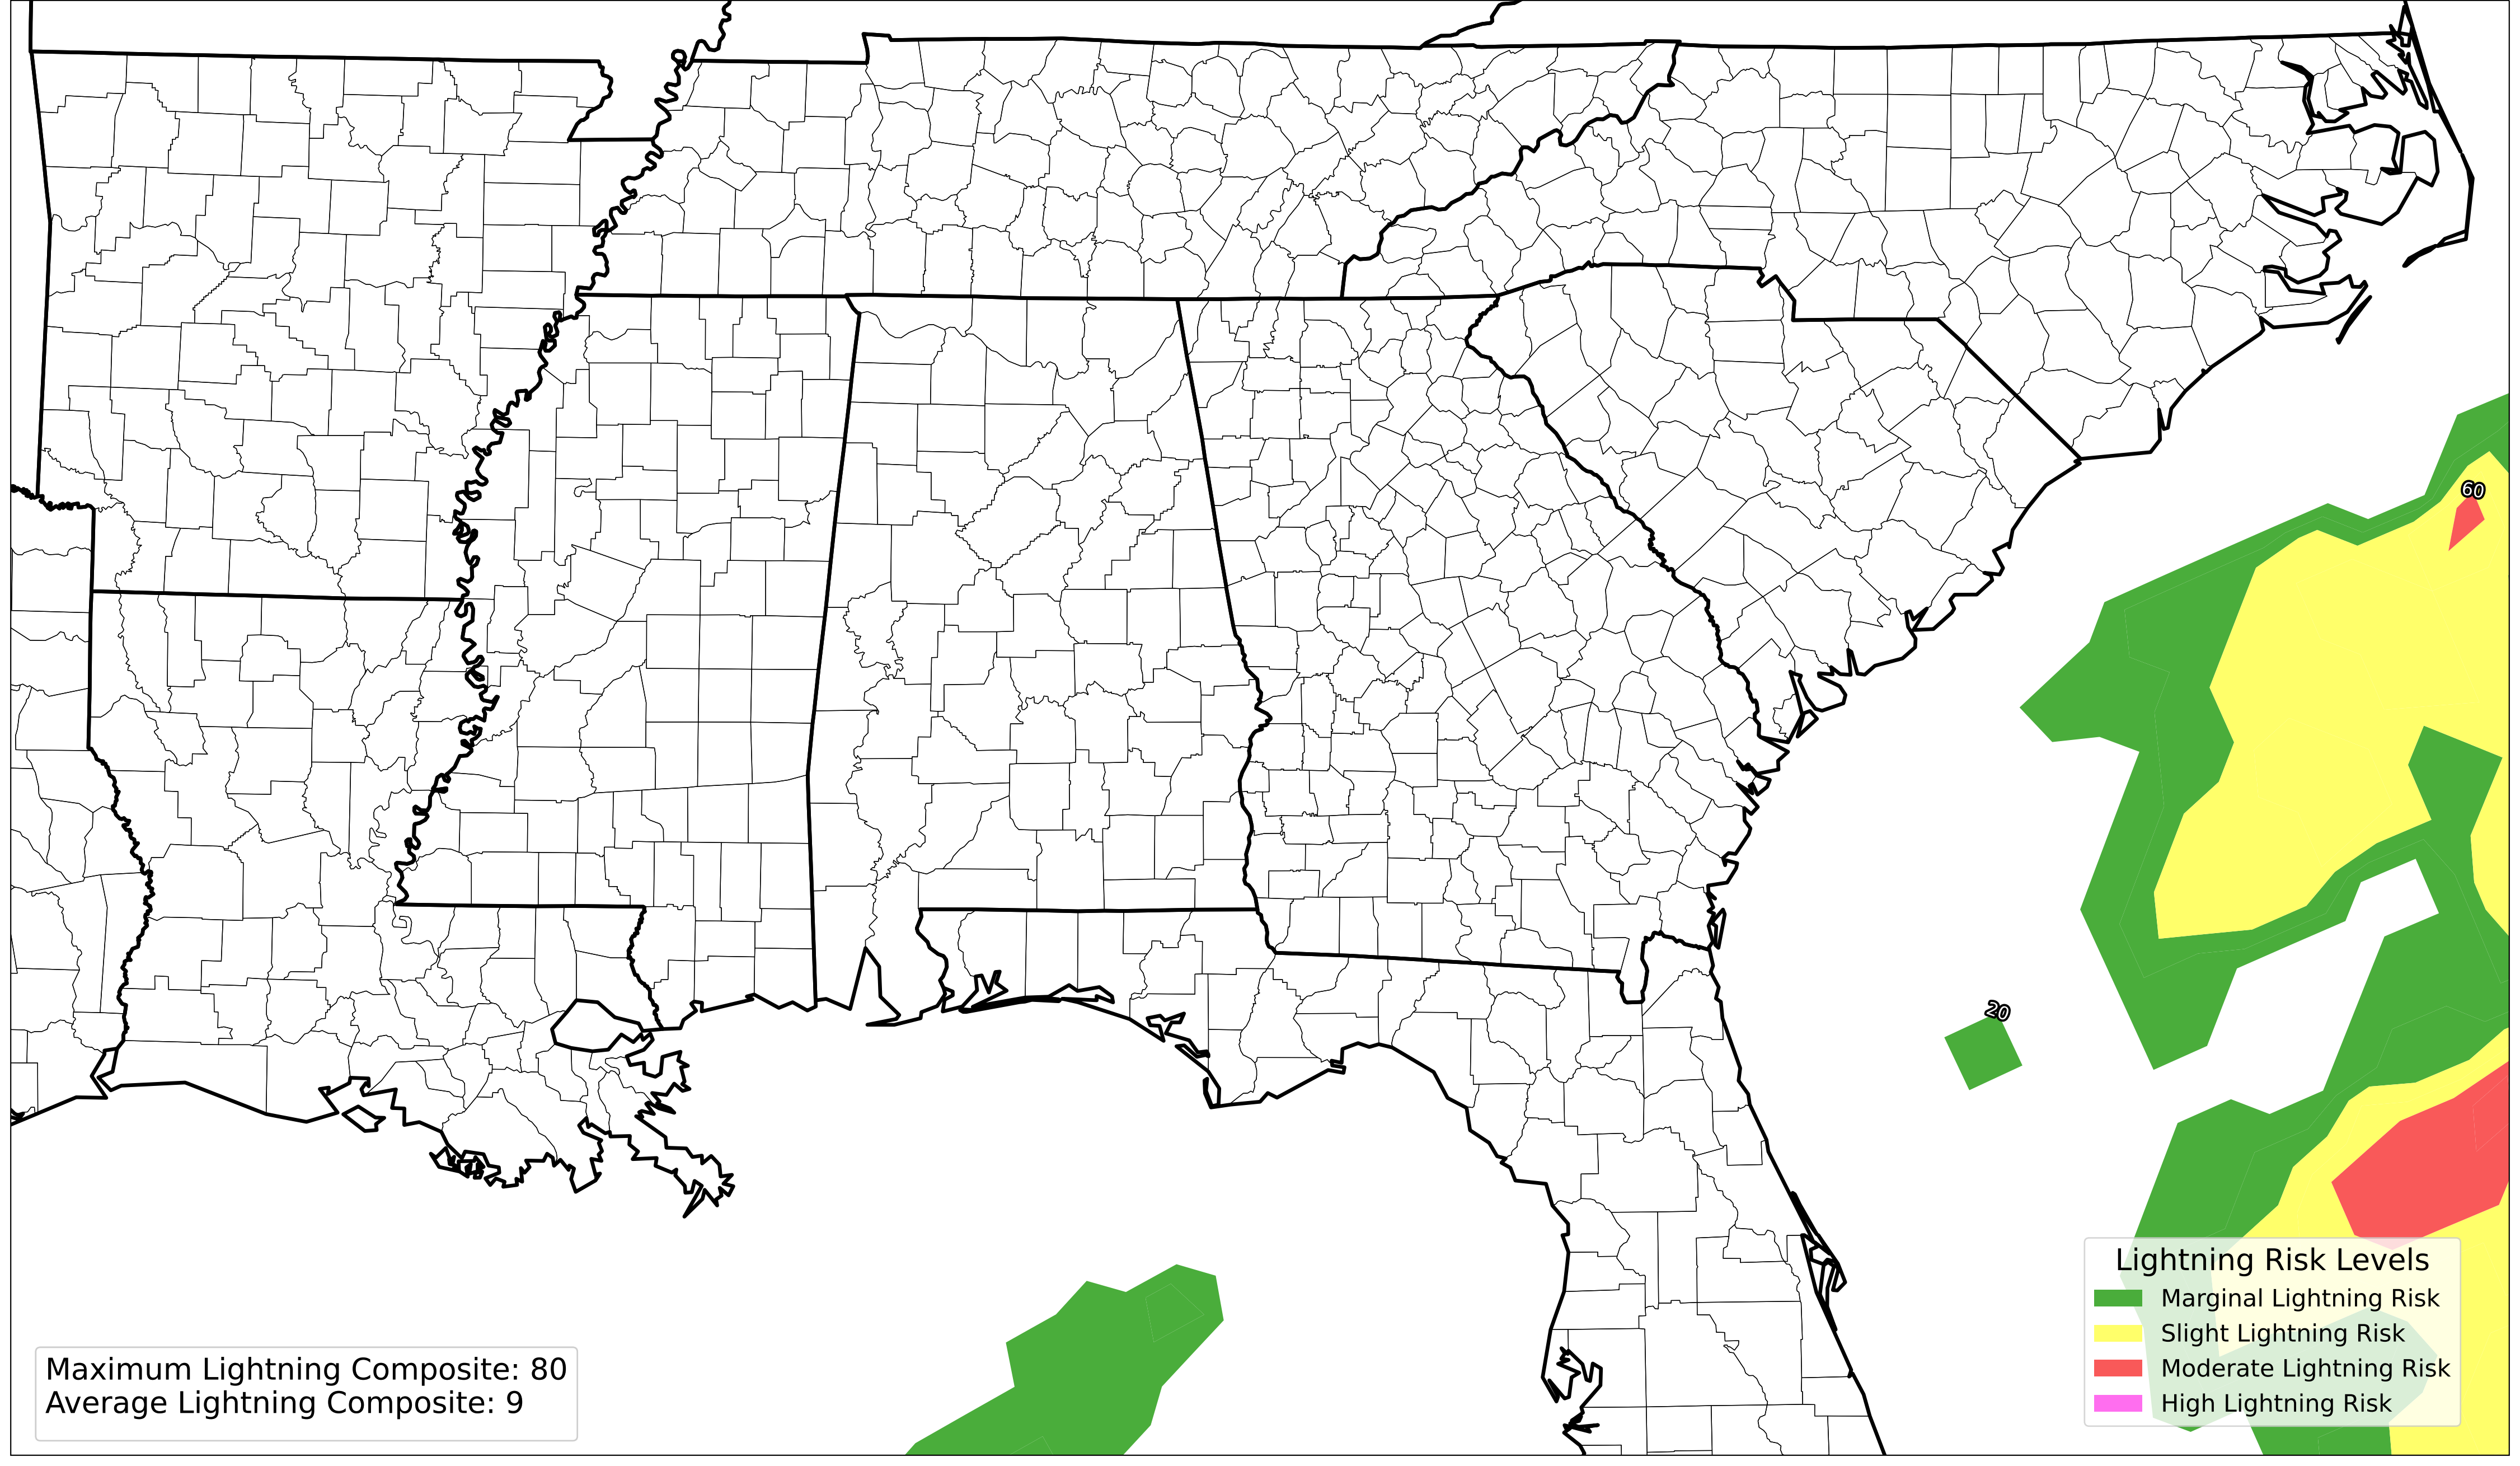 60
20
Lightning Risk Levels
Marginal Lightning Risk
Slight Lightning Risk
Moderate Lightning Risk
High Lightning Risk
Maximum Lightning Composite: 80
Average Lightning Composite: 9